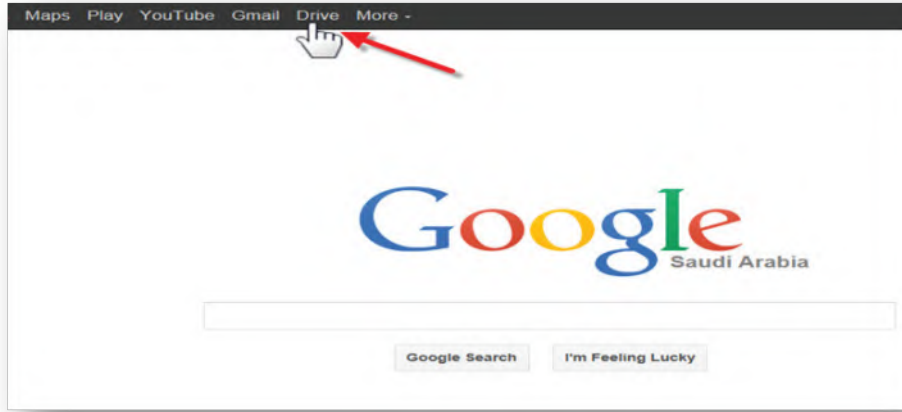 Maps Play YouTube Gmail Drive More
Google
Saudi Arabia
Google Search I'm Feeling Lucky